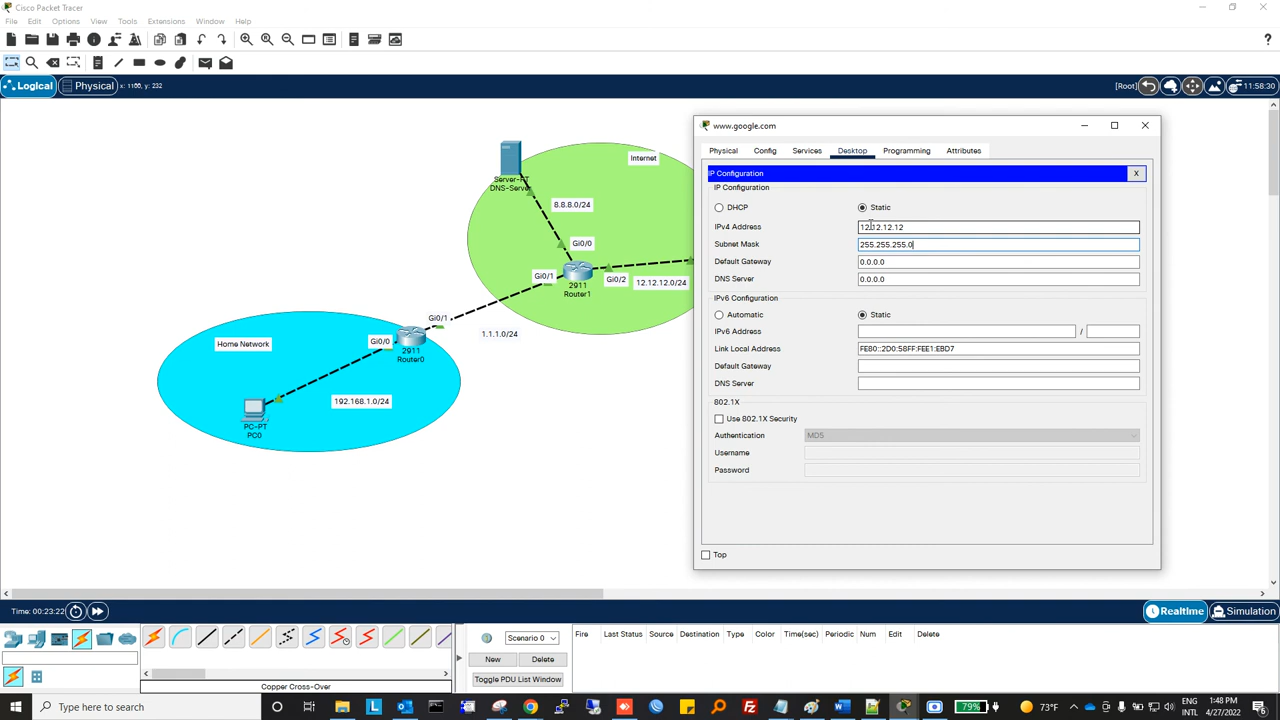 Cisco Packet Tracer
File Edit Options View Tools Extensions Window Help
?
Logical
Physical x: 1100, y: 232
[Root]
11:58:30
Internet
Server-PT
DNS-Server
8.8.8.0/24
Gi0/0
Gi0/1
Gi0/2
2911
Router1
12.12.12.0/24
Gi0/1
1.1.1.0/24
Home Network
Gi0/0
2911
Router0
192.168.1.0/24
PC-PT
PC0
www.google.com
Physical Config Services Desktop Programming Attributes
IP Configuration
X
IP Configuration
DHCP
Static
IPv4 Address
12.12.12.12
Subnet Mask
255.255.255.0
Default Gateway
0.0.0.0
DNS Server
0.0.0.0
IPv6 Configuration
Automatic
Static
IPv6 Address
/
Link Local Address
FE80::2D0:58FF:FEE1:EBD7
Default Gateway
DNS Server
802.1X
Use 802.1X Security
Authentication
MD5
Username
Password
Top
Time: 00:23:22
Realtime
Simulation
Scenario 0
New
Delete
Toggle PDU List Window
Copper Cross-Over
Fire Last Status Source Destination Type Color Time(sec) Periodic Num Edit Delete
Type here to search
79%
73°F
ENG
INTL
1:48 PM
4/27/2022